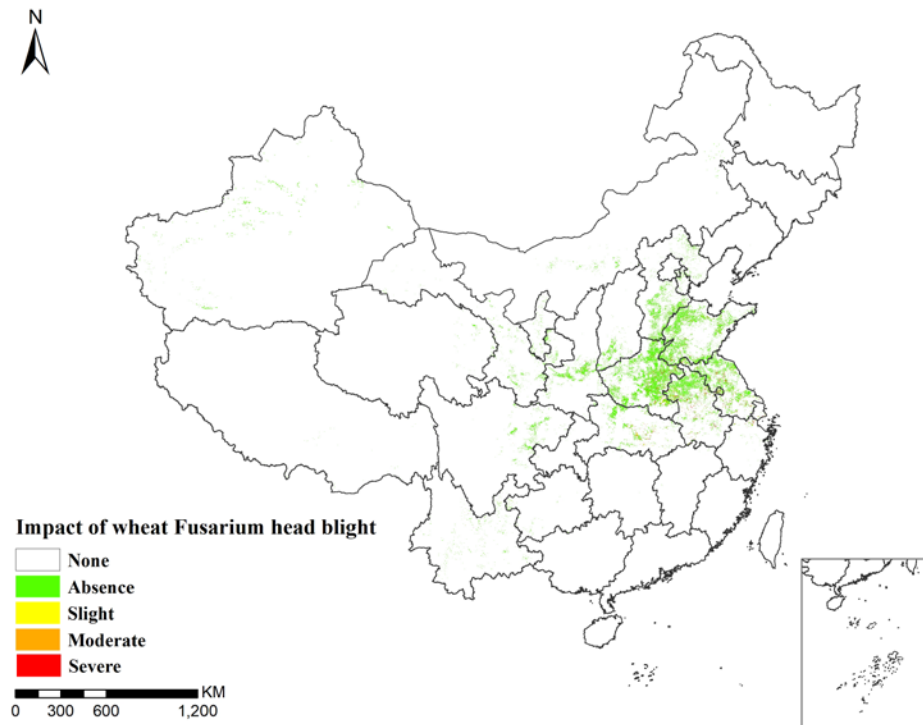 N
Impact of wheat Fusarium head blight
None
Absence
Slight
Moderate
Severe
KM
0 300 600 1,200